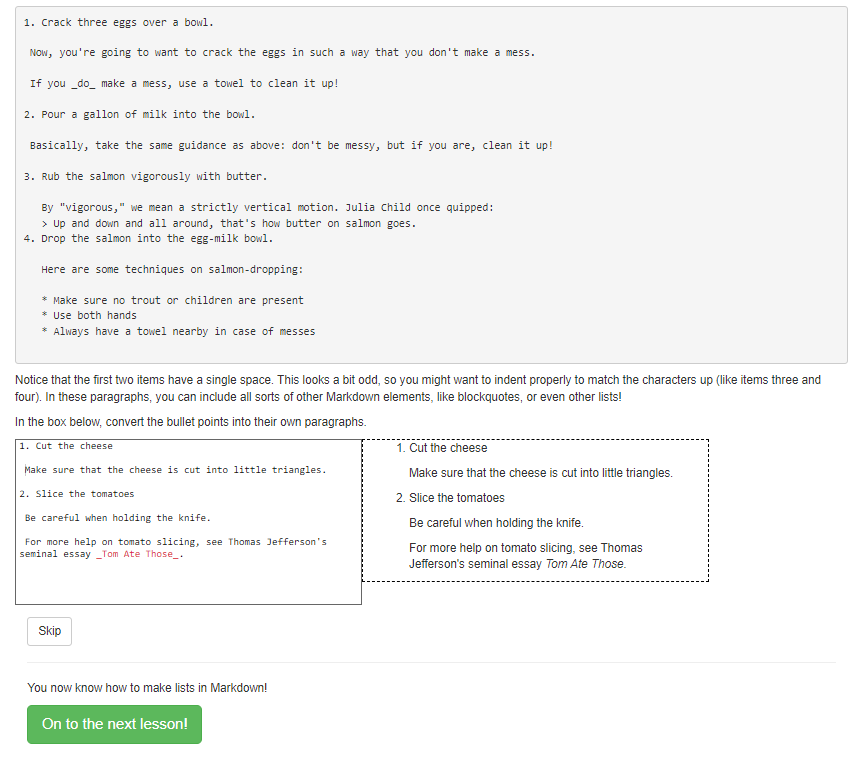 1. Crack three eggs over a bowl.
Now, you're going to want to crack the eggs in such a way that you don't make a mess.
If you _do_ make a mess, use a towel to clean it up!
2. Pour a gallon of milk into the bowl.
Basically, take the same guidance as above: don't be messy, but if you are, clean it up!
3. Rub the salmon vigorously with butter.
By "vigorous," we mean a strictly vertical motion. Julia Child once quipped:
> Up and down and all around, that's how butter on salmon goes.
4. Drop the salmon into the egg-milk bowl.
Here are some techniques on salmon-dropping:
* Make sure no trout or children are present
* Use both hands
* Always have a towel nearby in case of messes
Notice that the first two items have a single space. This looks a bit odd, so you might want to indent properly to match the characters up (like items three and
four). In these paragraphs, you can include all sorts of other Markdown elements, like blockquotes, or even other lists!
In the box below, convert the bullet points into their own paragraphs.
1. Cut the cheese
Make sure that the cheese is cut into little triangles.
2. Slice the tomatoes
Be careful when holding the knife.
For more help on tomato slicing, see Thomas Jefferson's
seminal essay _Tom Ate Those_.
1. Cut the cheese
Make sure that the cheese is cut into little triangles.
2. Slice the tomatoes
Be careful when holding the knife.
For more help on tomato slicing, see Thomas
Jefferson's seminal essay Tom Ate Those.
Skip
You now know how to make lists in Markdown!
On to the next lesson!